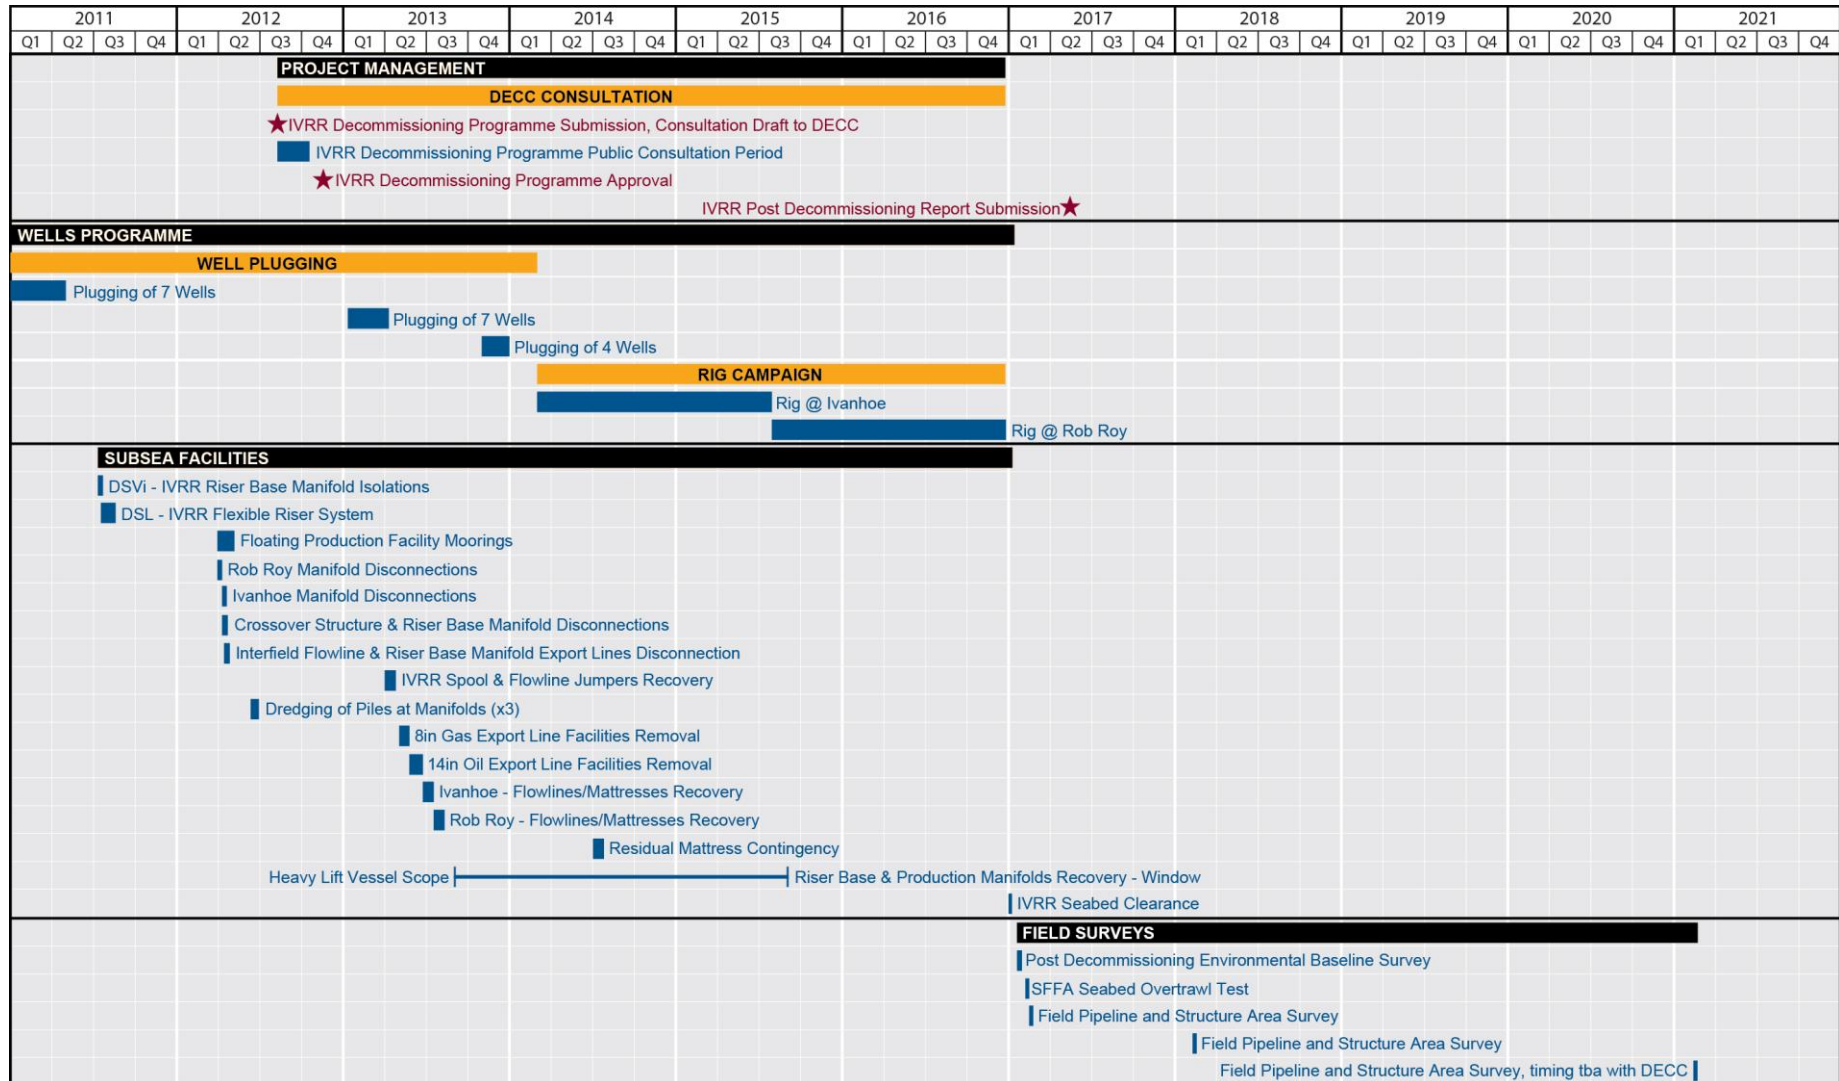 2011 2012 2013 2014 2015 2016 2017 2018 2019 2020 2021
Q1 Q2 Q3 Q4 Q1 Q2 Q3 Q4 Q1 Q2 Q3 Q4 Q1 Q2 Q3 Q4 Q1 Q2 Q3 Q4 Q1 Q2 Q3 Q4 Q1 Q2 Q3 Q4 Q1 Q2 Q3 Q4 Q1 Q2 Q3 Q4 Q1 Q2 Q3 Q4 Q1 Q2 Q3 Q4
PROJECT MANAGEMENT
DECC CONSULTATION
IVRR Decommissioning Programme Submission, Consultation Draft to DECC
IVRR Decommissioning Programme Public Consultation Period
IVRR Decommissioning Programme Approval
IVRR Post Decommissioning Report Submission
WELLS PROGRAMME
WELL PLUGGING
Plugging of 7 Wells
Plugging of 7 Wells
Plugging of 4 Wells
RIG CAMPAIGN
Rig @ Ivanhoe
Rig @ Rob Roy
SUBSEA FACILITIES
DSVi - IVRR Riser Base Manifold Isolations
DSL - IVRR Flexible Riser System
Floating Production Facility Moorings
Rob Roy Manifold Disconnections
Ivanhoe Manifold Disconnections
Crossover Structure & Riser Base Manifold Disconnections
Interfield Flowline & Riser Base Manifold Export Lines Disconnection
IVRR Spool & Flowline Jumpers Recovery
Dredging of Piles at Manifolds (x3)
8in Gas Export Line Facilities Removal
14in Oil Export Line Facilities Removal
Ivanhoe - Flowlines/Mattresses Recovery
Rob Roy - Flowlines/Mattresses Recovery
Residual Mattress Contingency
Heavy Lift Vessel Scope Riser Base & Production Manifolds Recovery - Window
IVRR Seabed Clearance
FIELD SURVEYS
Post Decommissioning Environmental Baseline Survey
SFFA Seabed Overtrawl Test
Field Pipeline and Structure Area Survey
Field Pipeline and Structure Area Survey
Field Pipeline and Structure Area Survey, timing tba with DECC